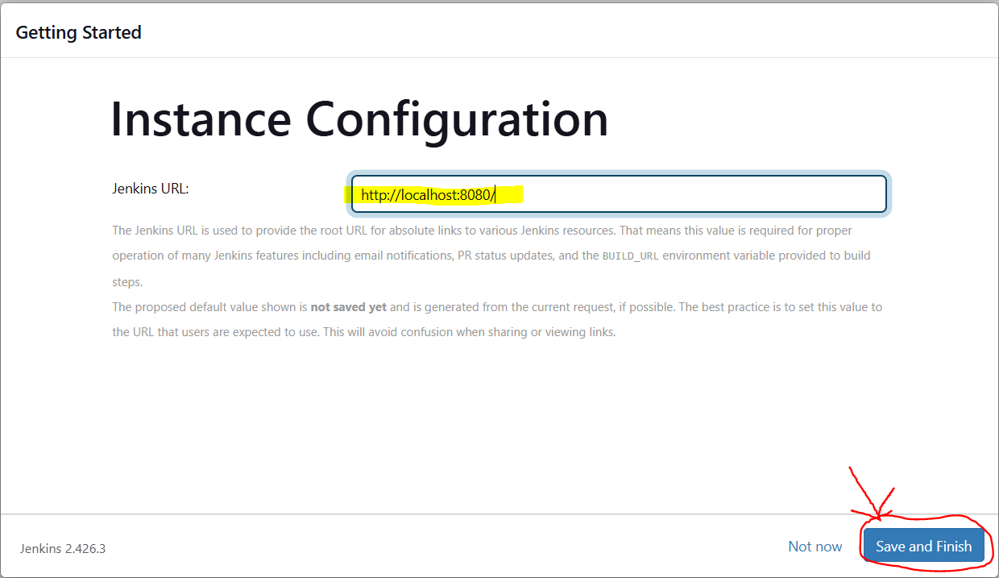 Getting Started
Instance Configuration
Jenkins URL:
http://localhost:8080/
The Jenkins URL is used to provide the root URL for absolute links to various Jenkins resources. That means this value is required for proper
operation of many Jenkins features including email notifications, PR status updates, and the BUILD_URL environment variable provided to build
steps.
The proposed default value shown is not saved yet and is generated from the current request, if possible. The best practice is to set this value to
the URL that users are expected to use. This will avoid confusion when sharing or viewing links.
Jenkins 2.426.3
Not now
Save and Finish